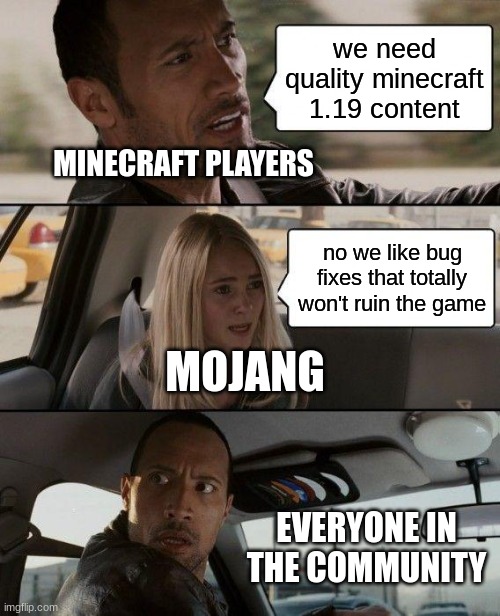 we need
quality minecraft
1.19 content
MINECRAFT PLAYERS
no we like bug
fixes that totally
won't ruin the game
MOJANG
EVERYONE IN
THE COMMUNITY
imgflip.com